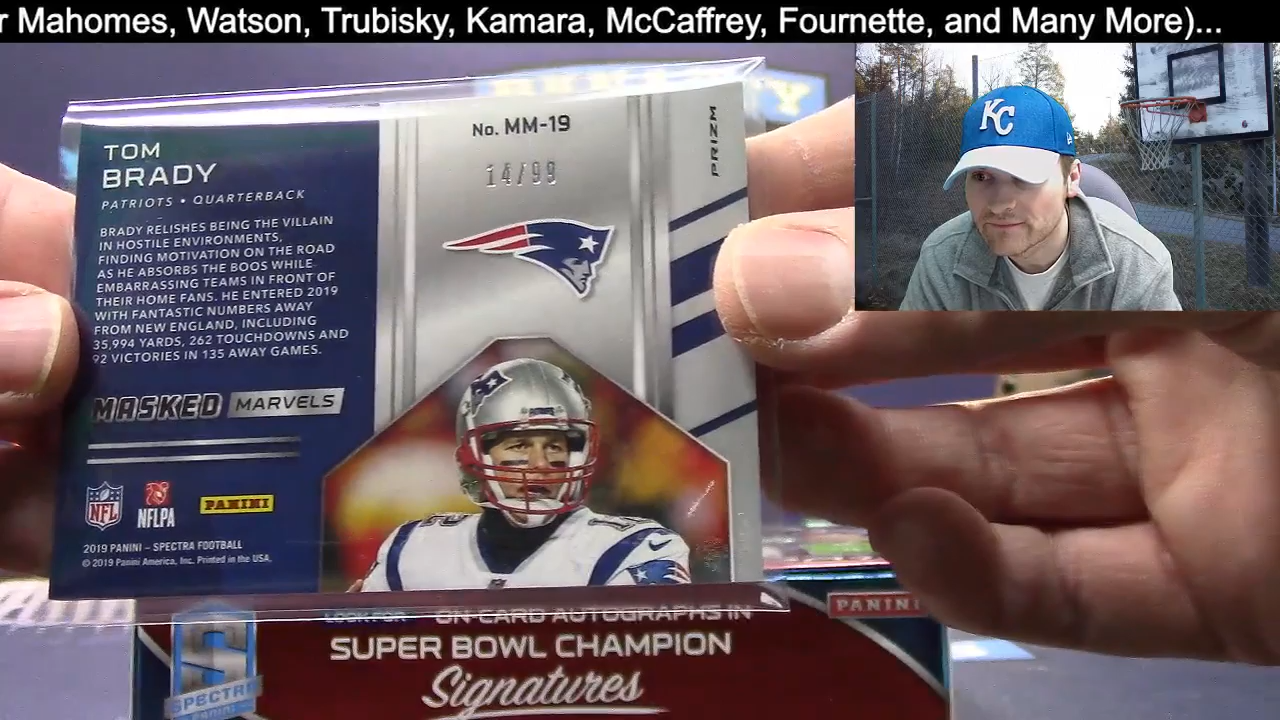 r Mahomes, Watson, Trubisky, Kamara, McCaffrey, Fournette, and Many More)...
TOM
BRADY
PATRIOTS • QUARTERBACK
BRADY RELISHES BEING THE VILLAIN
IN HOSTILE ENVIRONMENTS,
FINDING MOTIVATION ON THE ROAD
AS HE ABSORBS THE BOOS WHILE
EMBARRASSING TEAMS IN FRONT OF
THEIR HOME FANS. HE ENTERED 2019
WITH FANTASTIC NUMBERS AWAY
FROM NEW ENGLAND, INCLUDING
35,994 YARDS, 262 TOUCHDOWNS AND
92 VICTORIES IN 135 AWAY GAMES.
MASKED MARVELS
NFL
NFLPA
PANINI
2019 PANINI – SPECTRA FOOTBALL
© 2019 Panini America, Inc. Printed in the USA.
No. MM-19
14/99
PRIZM
PATRIOTS
12
KC
PANINI
LOOK FOR ON-CARD AUTOGRAPHS IN
SUPER BOWL CHAMPION
Signatures
S
SPECTRA